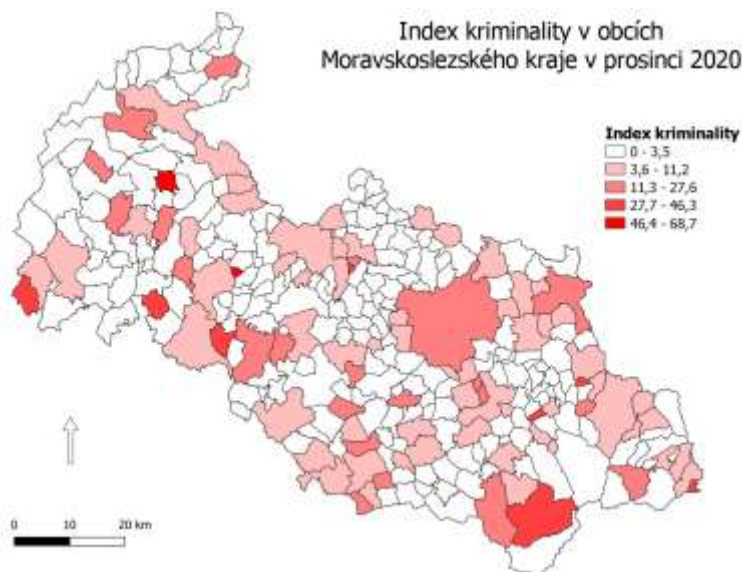 Index kriminality v obcích
Moravskoslezského kraje v prosinci 2020
Index kriminality
0 - 3,5
3,6 - 11,2
11,3 - 27,6
27,7 - 46,3
46,4 - 68,7
0 10 20 km